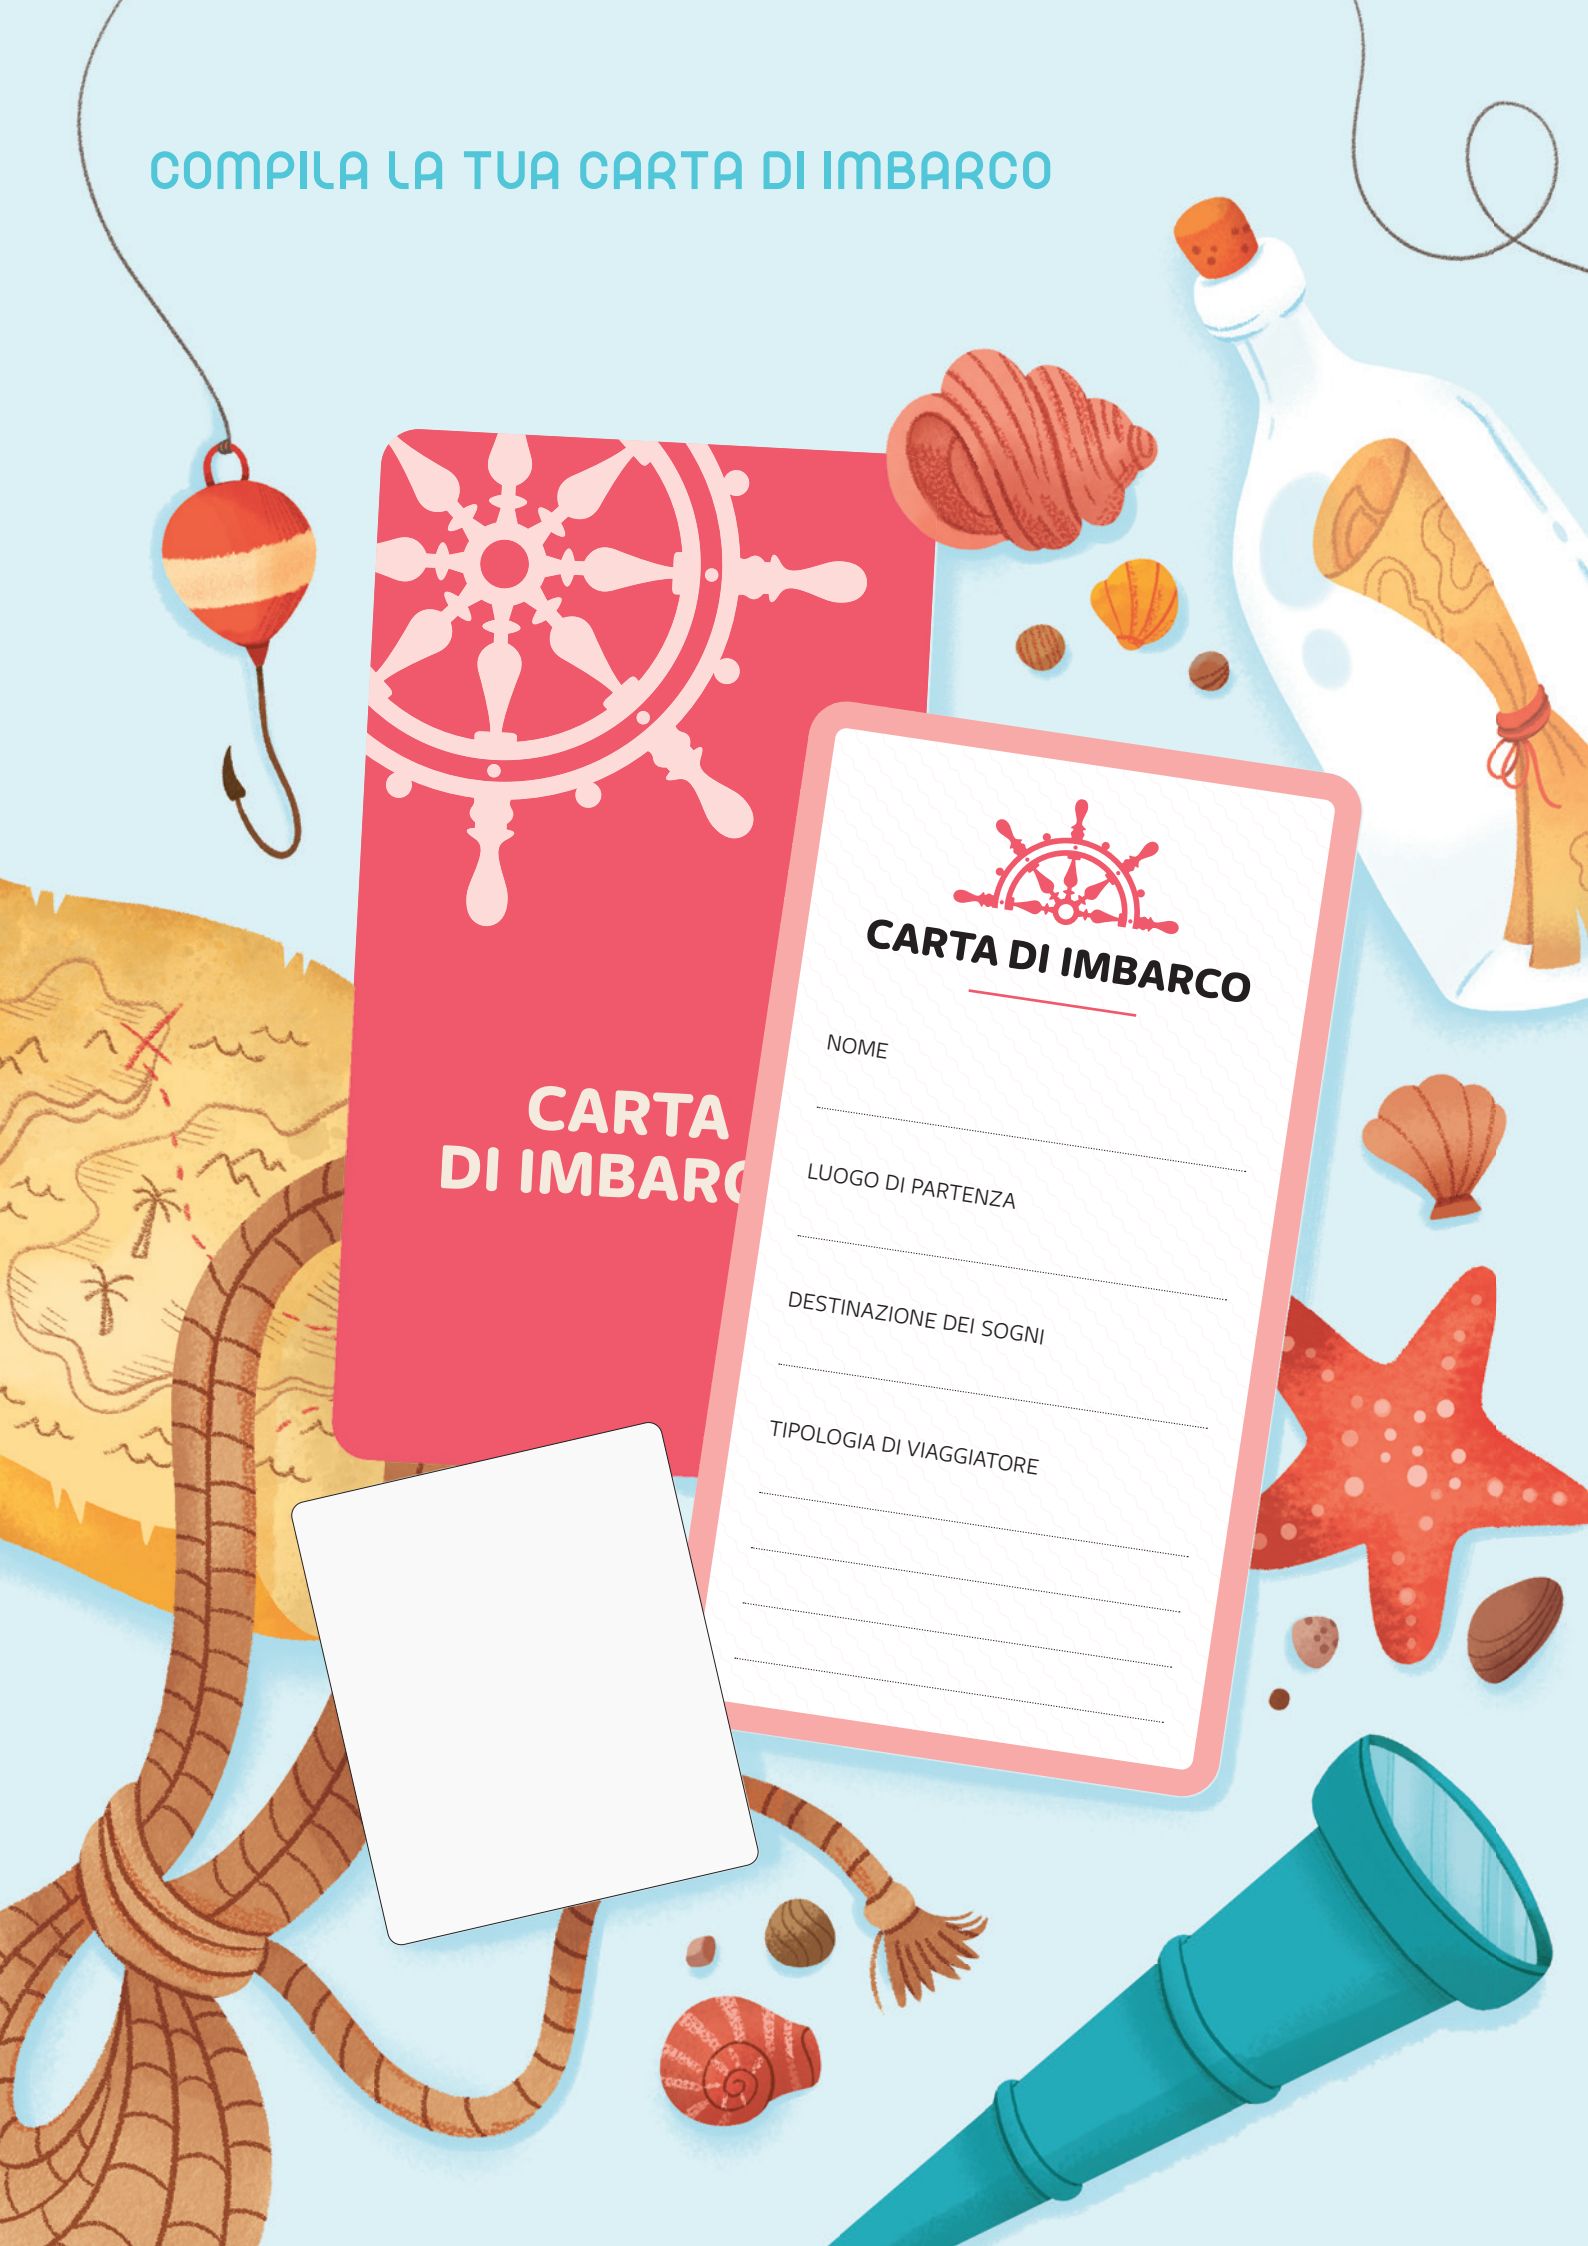 COMPILA LA TUA CARTA DI IMBARCO
CARTA
DI IMBARC
CARTA DI IMBARCO
NOME
LUOGO DI PARTENZA
DESTINAZIONE DEI SOGNI
TIPOLOGIA DI VIAGGIATORE